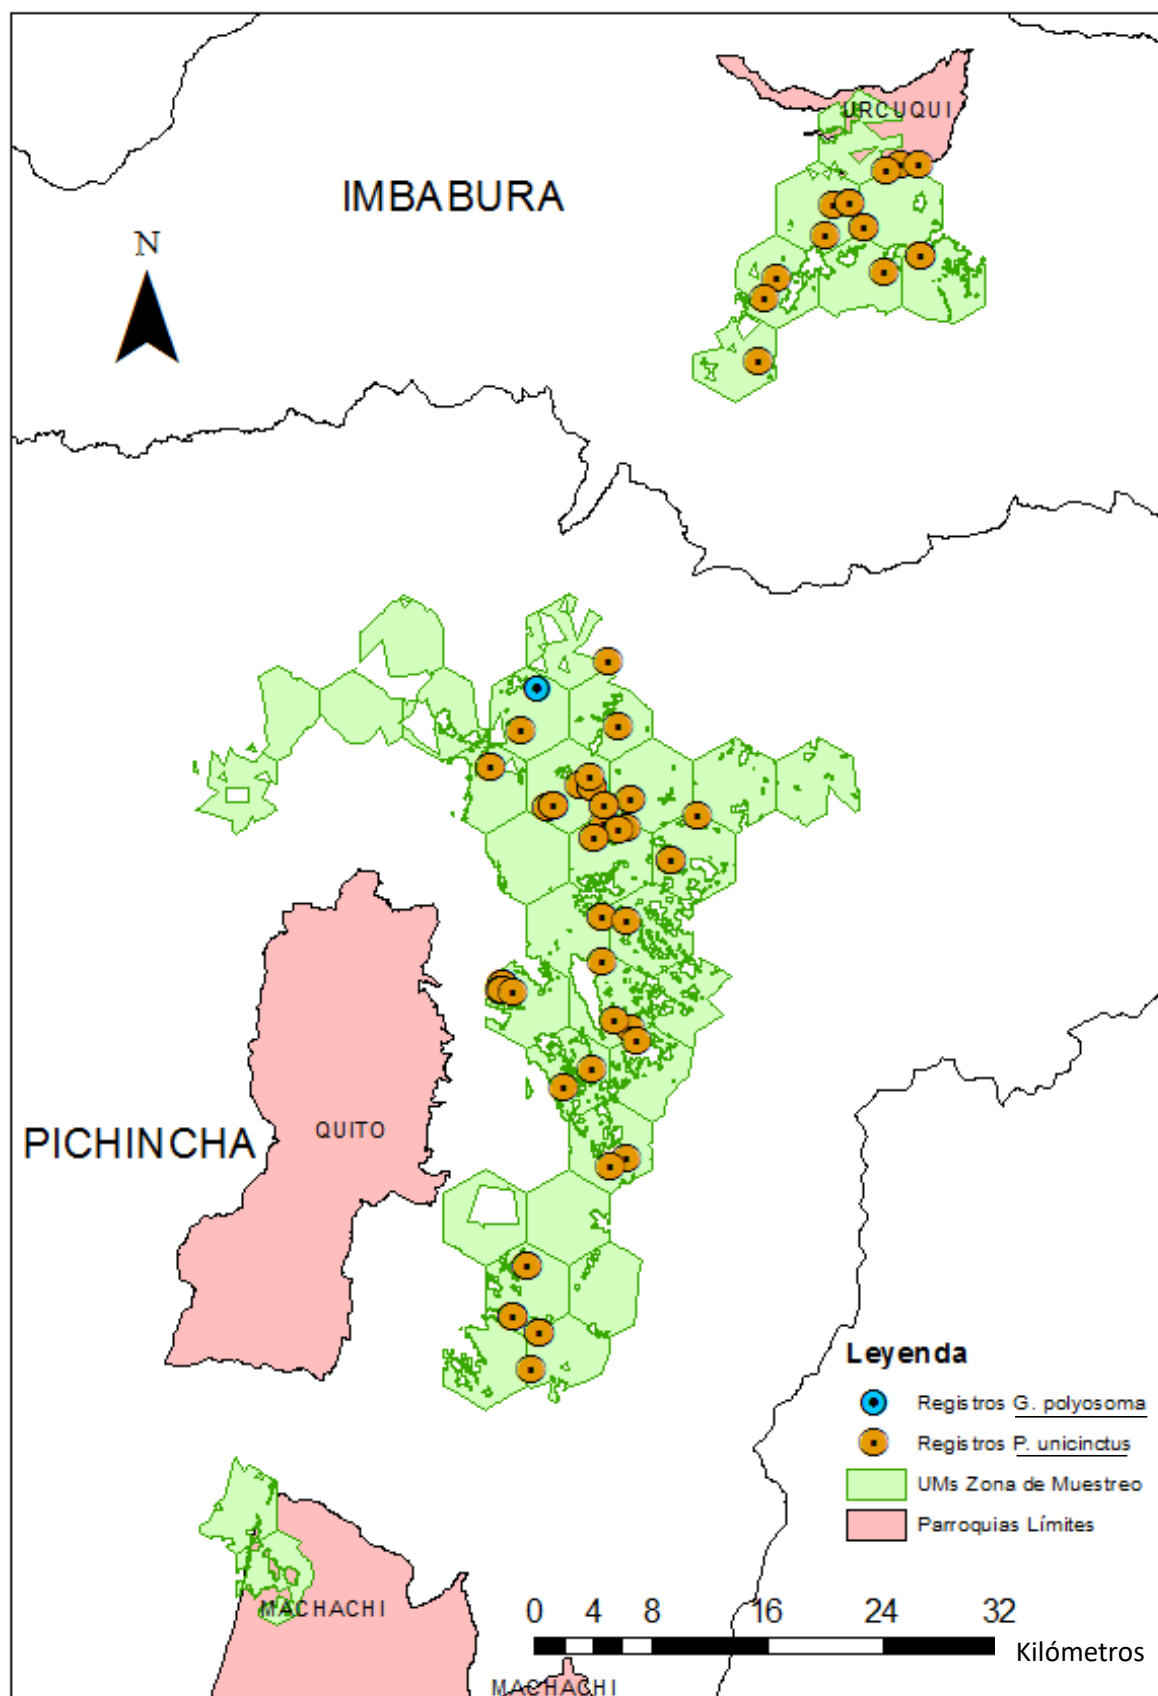 URCUQUI
IMBABURA
N
PICHINCHA
QUITO
Leyenda
Registros G. polyosoma
Registros P. unicinctus
UMs Zona de Muestreo
Parroquias Límites
MACHACHI
0 4 8 16 24 32
Kilómetros
MACHACHI